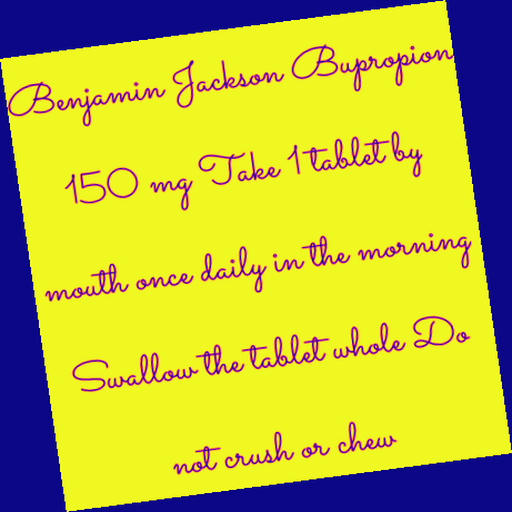 Benjamin Jackson Bupropion
150 mg Take 1 tablet by
mouth once daily in the morning
Swallow the tablet whole Do
not crush or chew